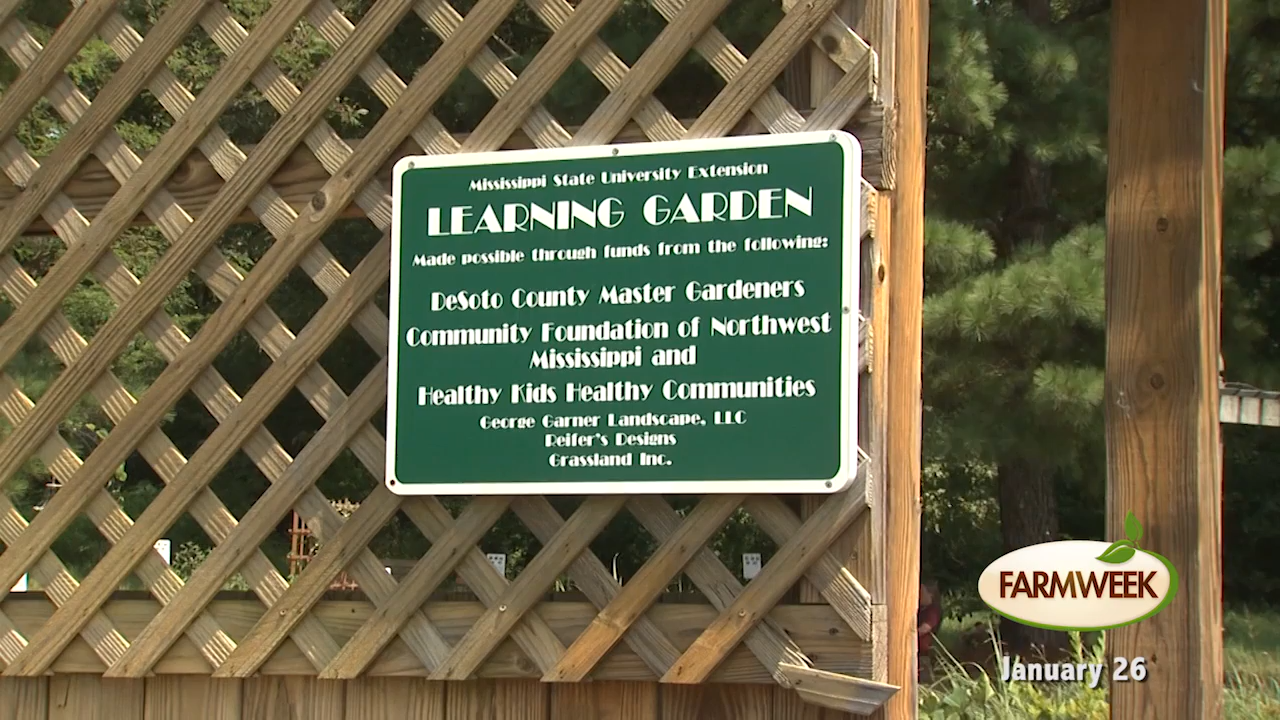 Mississippi State University Extension
LEARNING GARDEN
Made possible through funds from the following:
DeSoto County Master Gardeners
Community Foundation of Northwest
Mississippi and
Healthy Kids Healthy Communities
George Garner Landscape, LLC
Reifer's Designs
Grassland Inc.
FARMWEEK
January 26